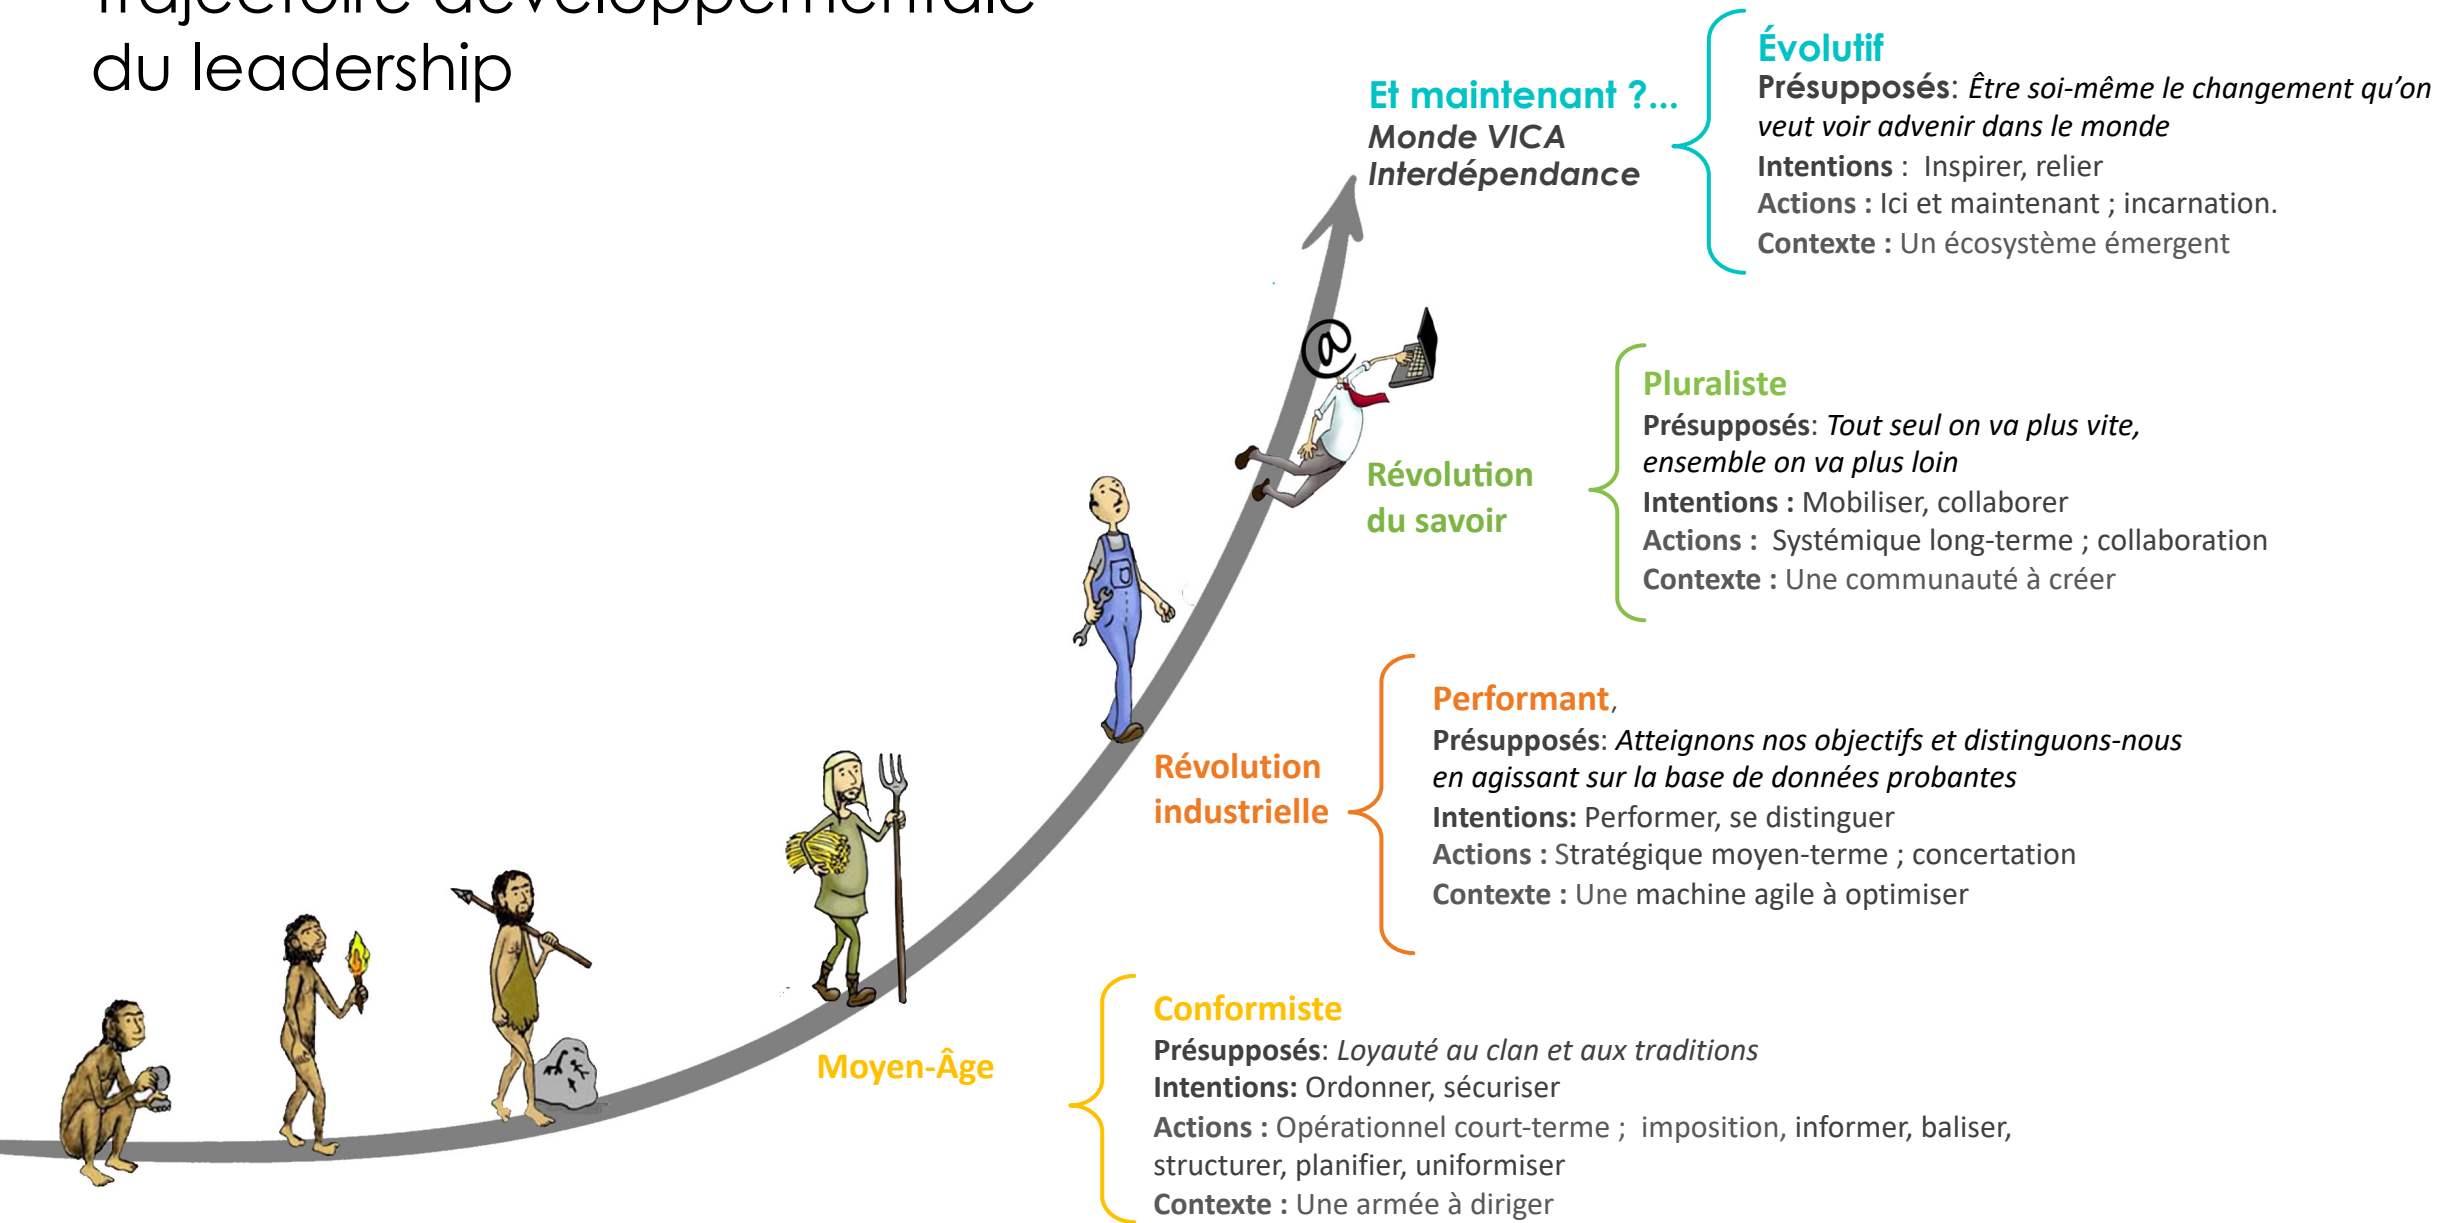 Trajectoire développementale
du leadership
Et maintenant ?...
Monde VICA
Interdépendance
Évolutif
Présupposés: Être soi-même le changement qu'on
veut voir advenir dans le monde
Intentions :  Inspirer, relier
Actions : Ici et maintenant ; incarnation.
Contexte : Un écosystème émergent
@
Révolution
du savoir
Pluraliste
Présupposés: Tout seul on va plus vite,
ensemble on va plus loin
Intentions : Mobiliser, collaborer
Actions :  Systémique long-terme ; collaboration
Contexte : Une communauté à créer
Révolution
industrielle
Performant,
Présupposés: Atteignons nos objectifs et distinguons-nous
en agissant sur la base de données probantes
Intentions: Performer, se distinguer
Actions : Stratégique moyen-terme ; concertation
Contexte : Une machine agile à optimiser
Moyen-Âge
Conformiste
Présupposés: Loyauté au clan et aux traditions
Intentions: Ordonner, sécuriser
Actions : Opérationnel court-terme ;  imposition, informer, baliser,
structurer, planifier, uniformiser
Contexte : Une armée à diriger